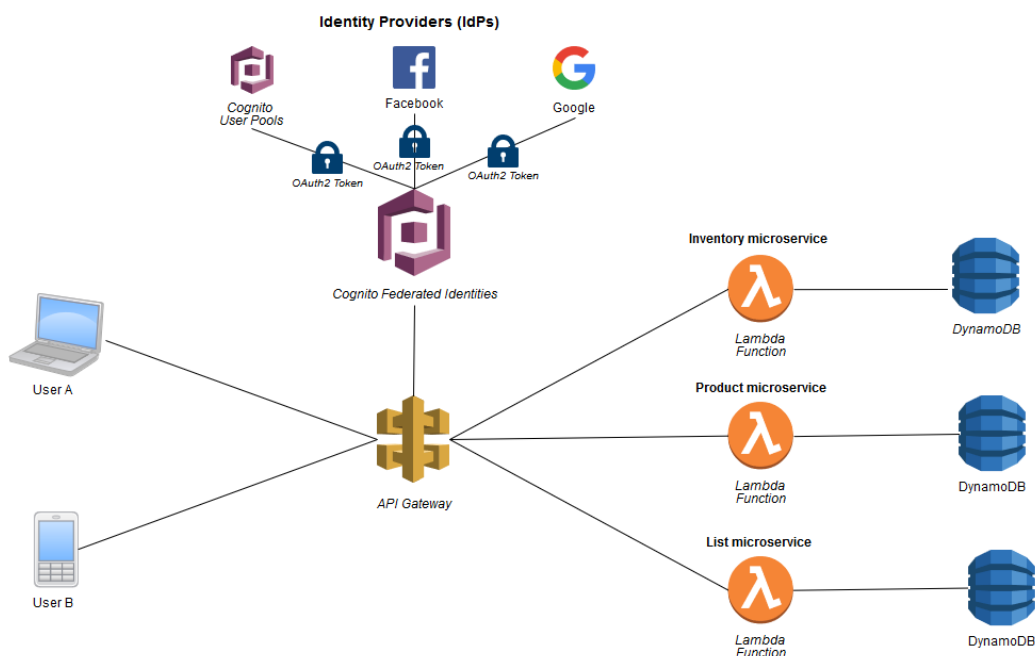 Identity Providers (IdPs)
Cognito
User Pools
Facebook
Google
OAuth2 Token
OAuth2 Token
OAuth2 Token
Cognito Federated Identities
User A
User B
API Gateway
Inventory microservice
Lambda
Function
DynamoDB
Product microservice
Lambda
Function
DynamoDB
List microservice
Lambda
Function
DynamoDB